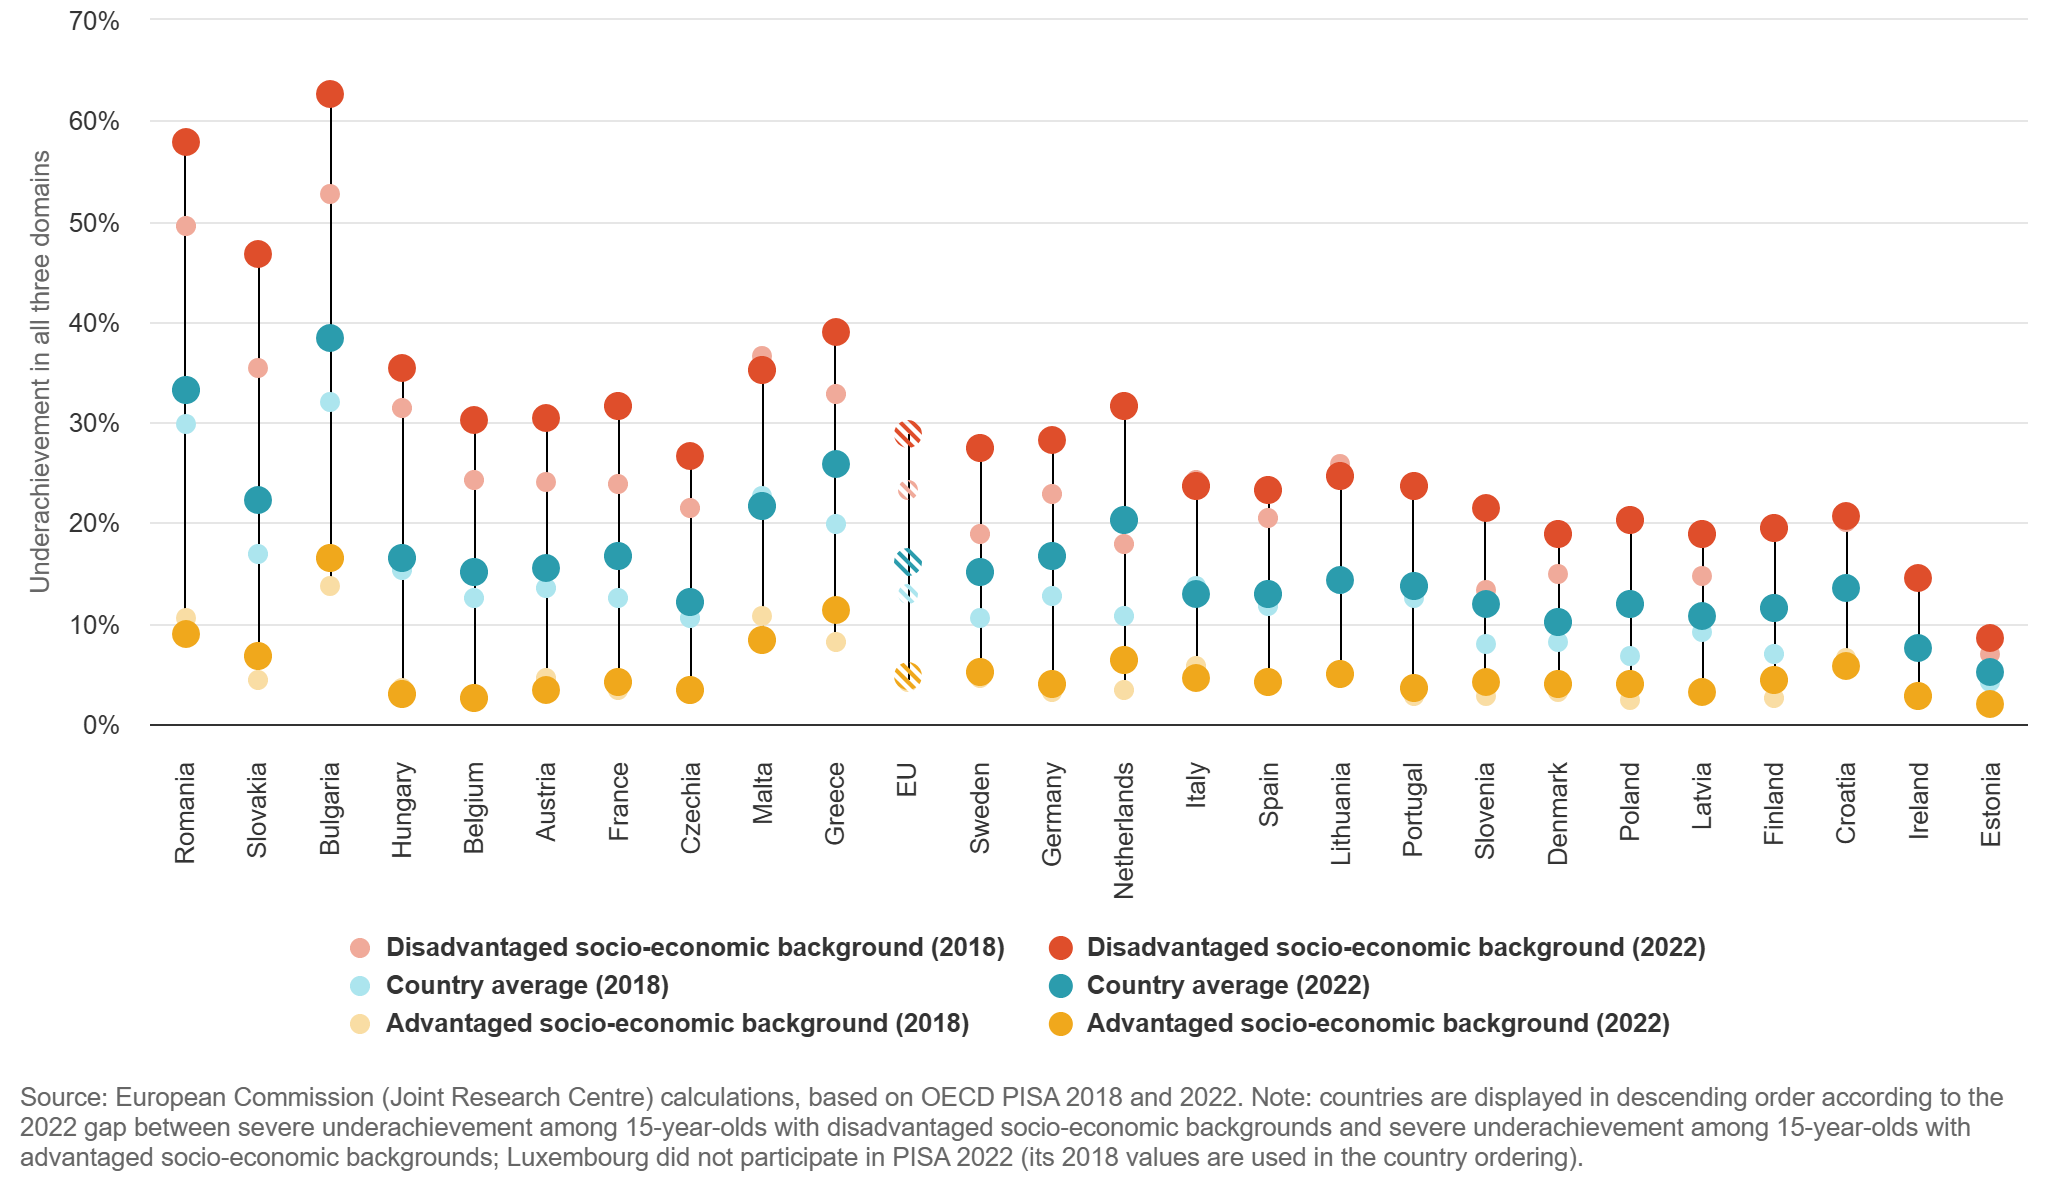 70%
60%
50%
40%
30%
20%
10%
0%
Underachievement in all three domains
Romania
Slovakia
Bulgaria
Hungary
Belgium
Austria
France
Czechia
Malta
Greece
EU
Sweden
Germany
Netherlands
Italy
Spain
Lithuania
Portugal
Slovenia
Denmark
Poland
Latvia
Finland
Croatia
Ireland
Estonia
Disadvantaged socio-economic background (2018)
Disadvantaged socio-economic background (2022)
Country average (2018)
Country average (2022)
Advantaged socio-economic background (2018)
Advantaged socio-economic background (2022)
Source: European Commission (Joint Research Centre) calculations, based on OECD PISA 2018 and 2022. Note: countries are displayed in descending order according to the
2022 gap between severe underachievement among 15-year-olds with disadvantaged socio-economic backgrounds and severe underachievement among 15-year-olds with
advantaged socio-economic backgrounds; Luxembourg did not participate in PISA 2022 (its 2018 values are used in the country ordering).